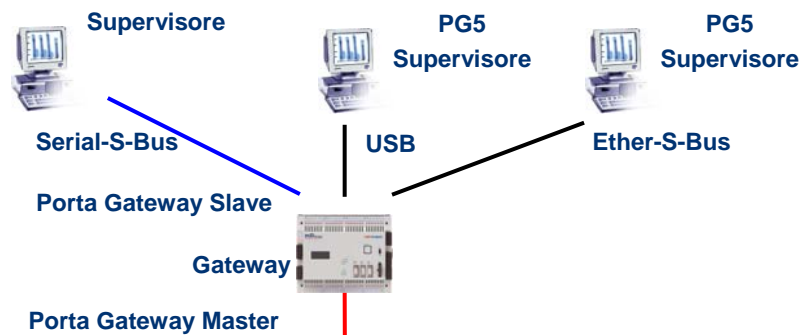 Supervisore
PG5
Supervisore
PG5
Supervisore
Serial-S-Bus
USB
Ether-S-Bus
Porta Gateway Slave
Gateway
Porta Gateway Master